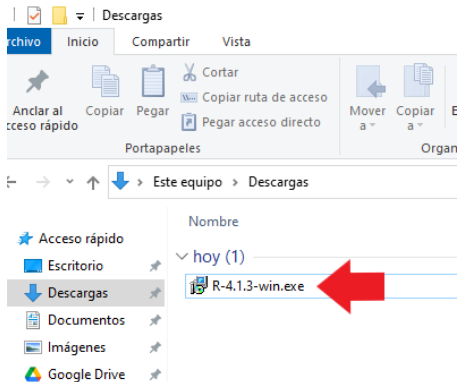 Descargas
rchivo Inicio Compartir Vista
Cortar
Copiar ruta de acceso
Pegar acceso directo
Anclar al
cceso rápido
Copiar
Pegar
Mover
a
Copiar
a
E
Portapapeles
Organ
Este equipo > Descargas
Nombre
Acceso rápido
hoy (1)
Escritorio
R-4.1.3-win.exe
Descargas
Documentos
Imágenes
Google Drive